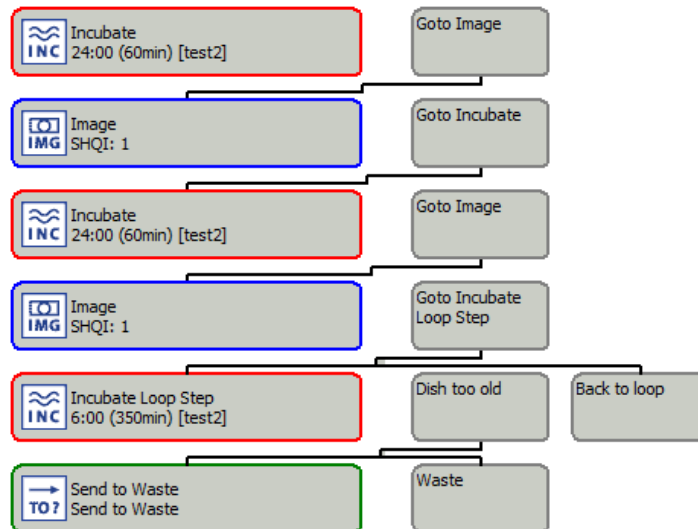 INC
Incubate
24:00 (60min) [test2]
Goto Image
IMG
Image
SHQI: 1
Goto Incubate
INC
Incubate
24:00 (60min) [test2]
Goto Image
IMG
Image
SHQI: 1
Goto Incubate
Loop Step
INC
Incubate Loop Step
6:00 (350min) [test2]
Dish too old
Back to loop
TO?
Send to Waste
Send to Waste
Waste